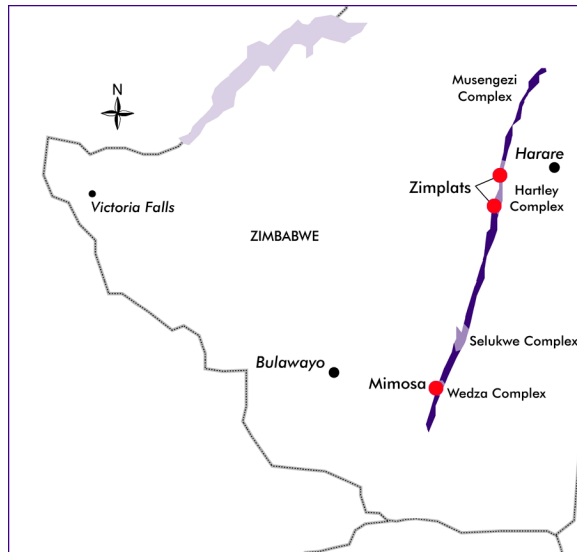 N
Musengezi
Complex
Harare
Zimplats
Hartley
Complex
Victoria Falls
ZIMBABWE
Selukwe Complex
Bulawayo
Mimosa
Wedza Complex